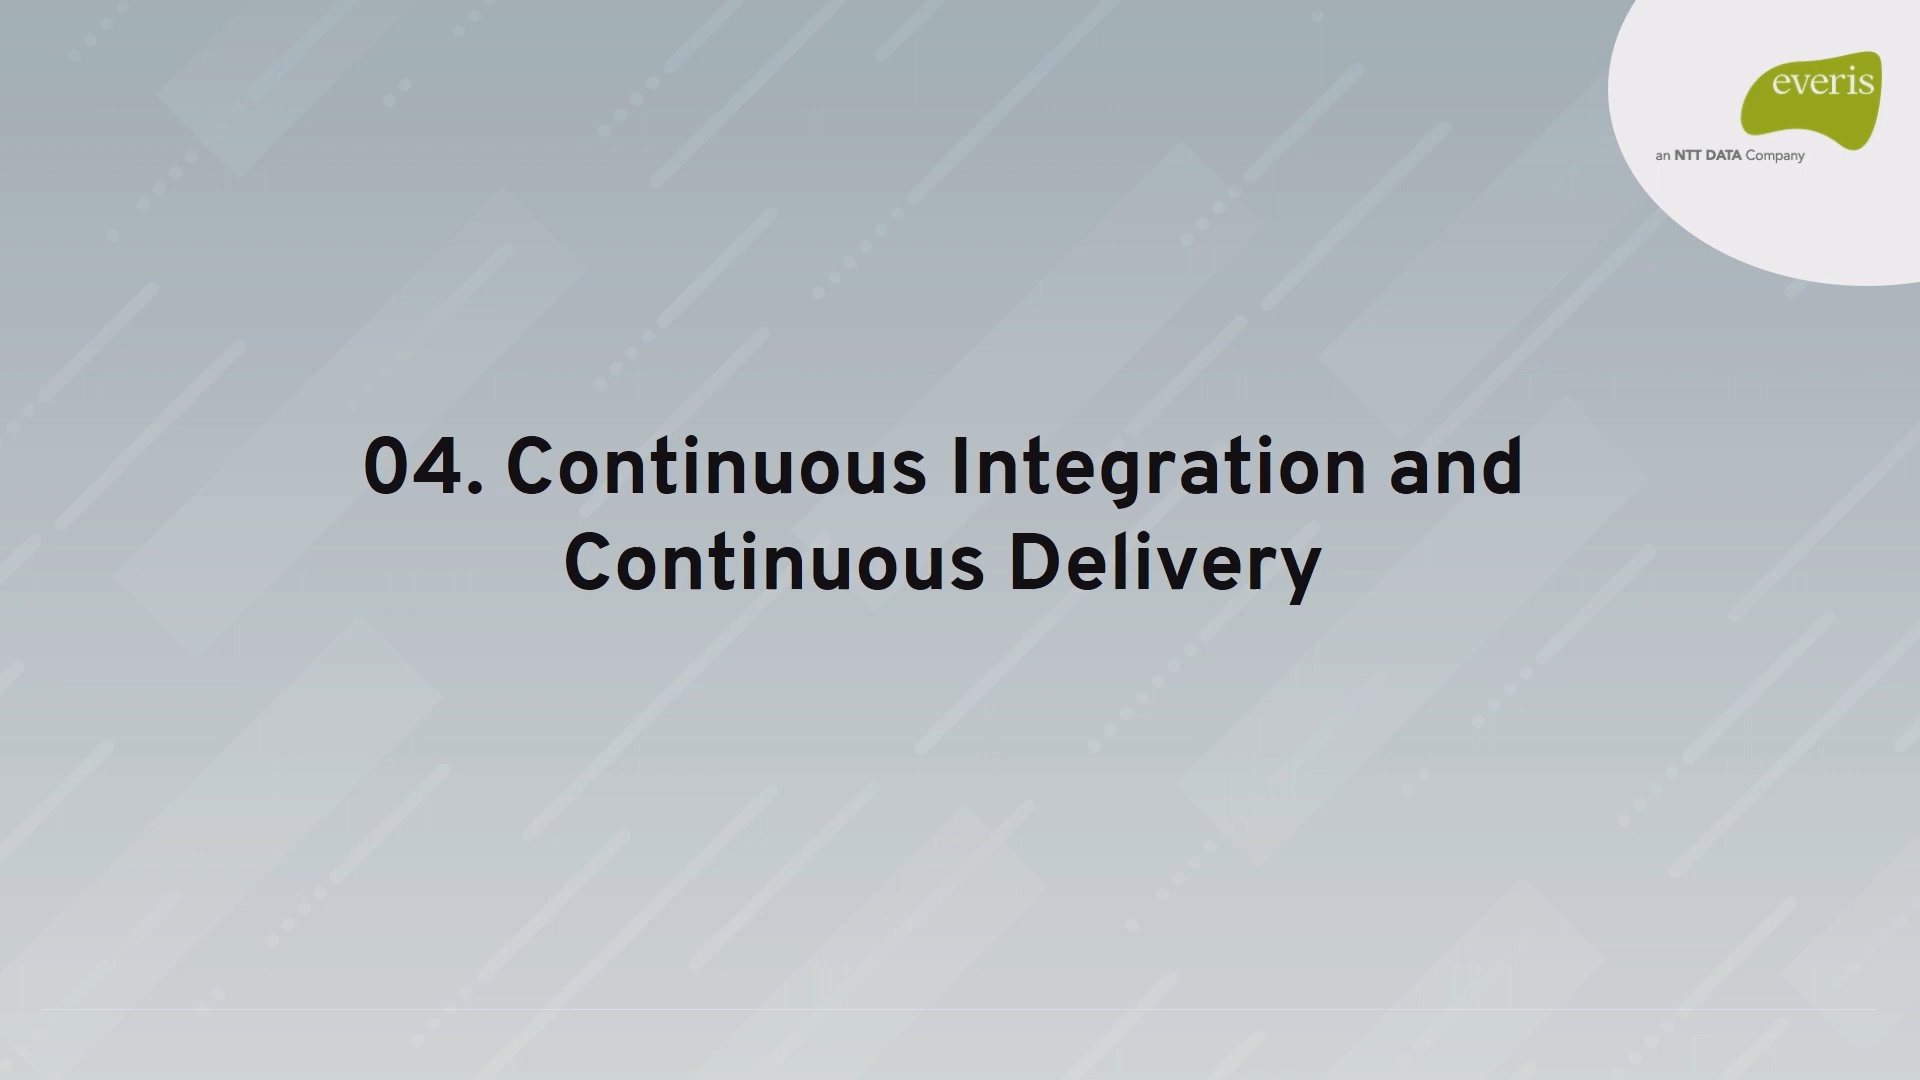 everis
an NTT DATA Company
04. Continuous Integration and
Continuous Delivery